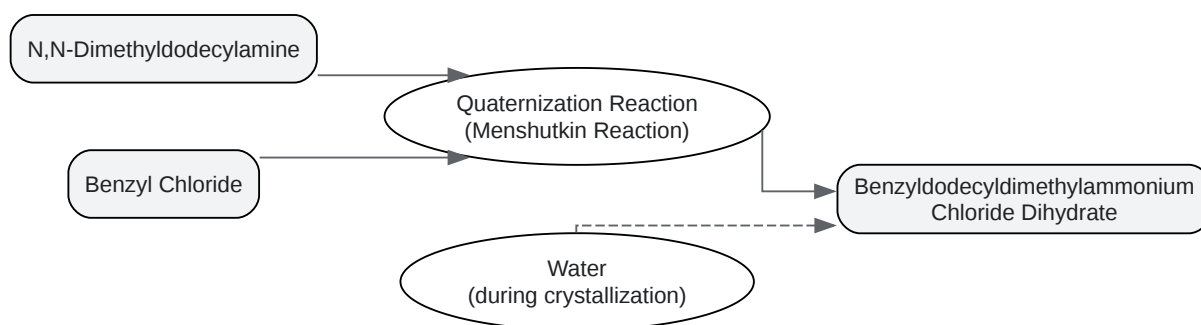 N,N-Dimethyldodecylamine
Quaternization Reaction
(Menshutkin Reaction)
Benzyl Chloride
Benzyldodecyldimethylammonium
Chloride Dihydrate
Water
(during crystallization)